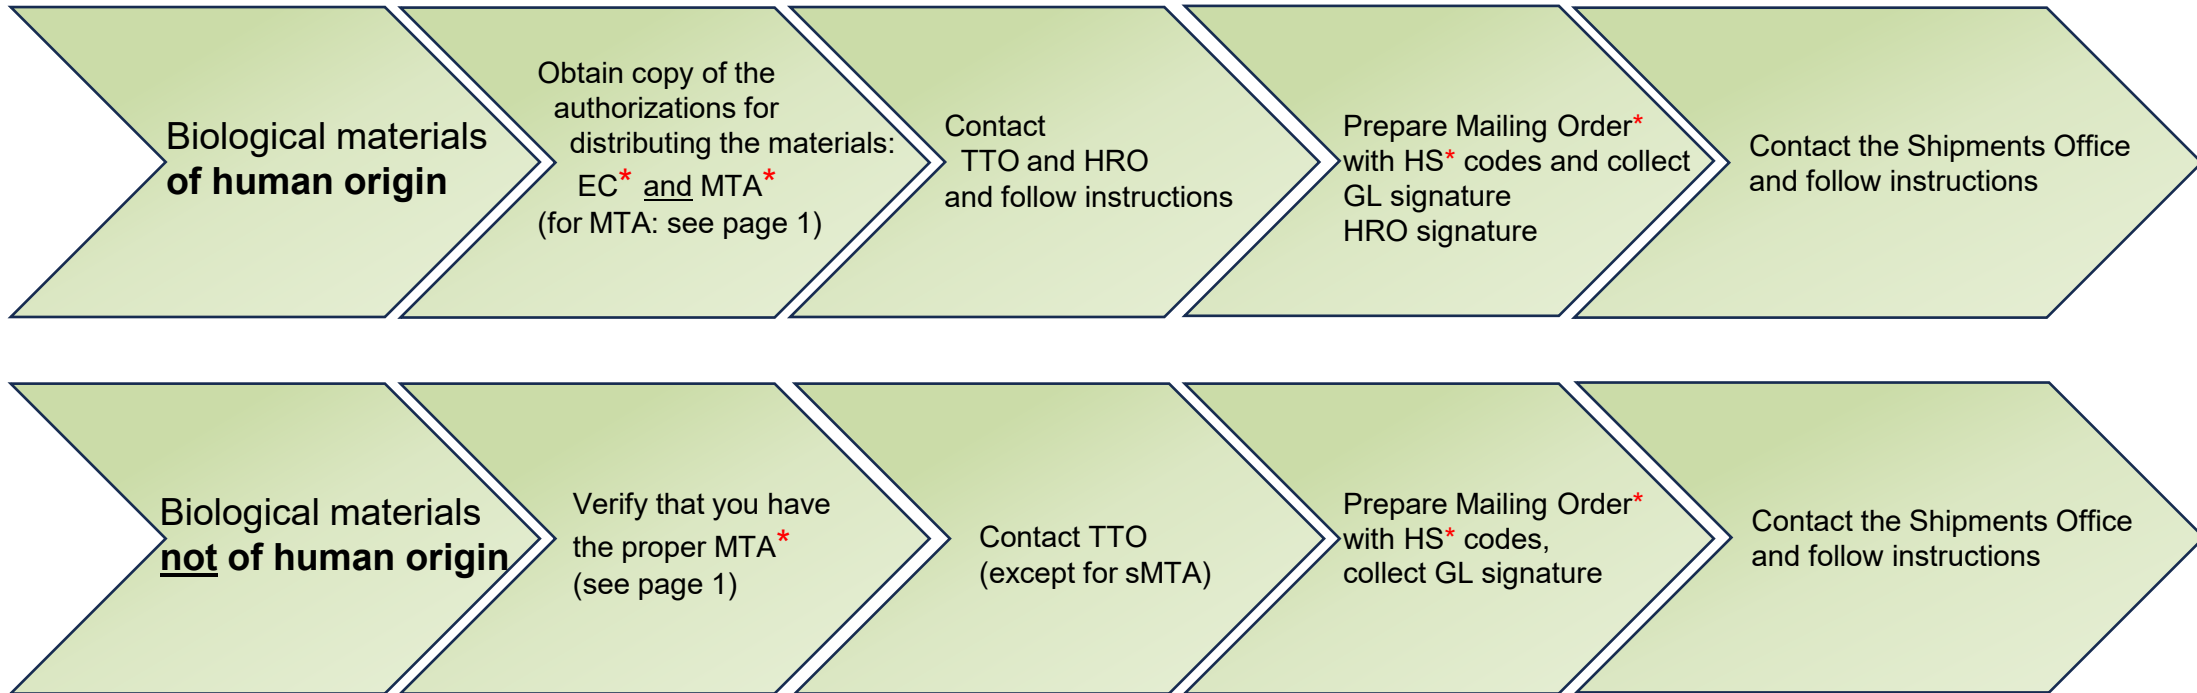 Biological materials
of human origin
Obtain copy of the
authorizations for
distributing the materials:
EC* and MTA*
(for MTA: see page 1)
Contact
TTO and HRO
and follow instructions
Prepare Mailing Order*
with HS* codes and collect
GL signature
HRO signature
Contact the Shipments Office
and follow instructions
Biological materials
not of human origin
Verify that you have
the proper MTA*
(see page 1)
Contact TTO
(except for sMTA)
Prepare Mailing Order*
with HS* codes,
collect GL signature
Contact the Shipments Office
and follow instructions